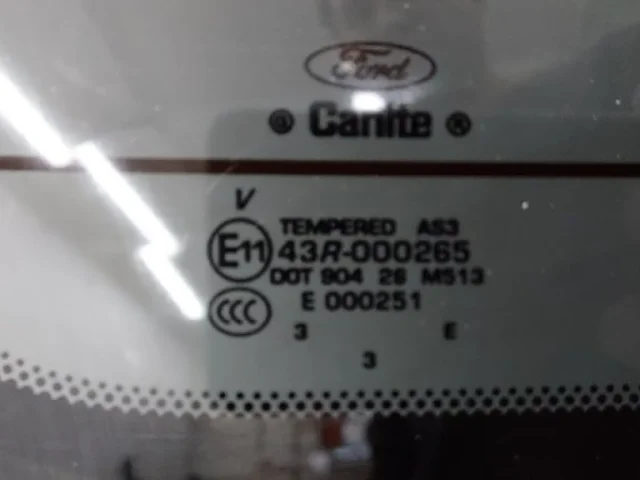 Ford
® Carlite ®
V
TEMPERED AS3
E11 43R-000265
DOT 904 26 M513
CCC E 000251
3 E
3